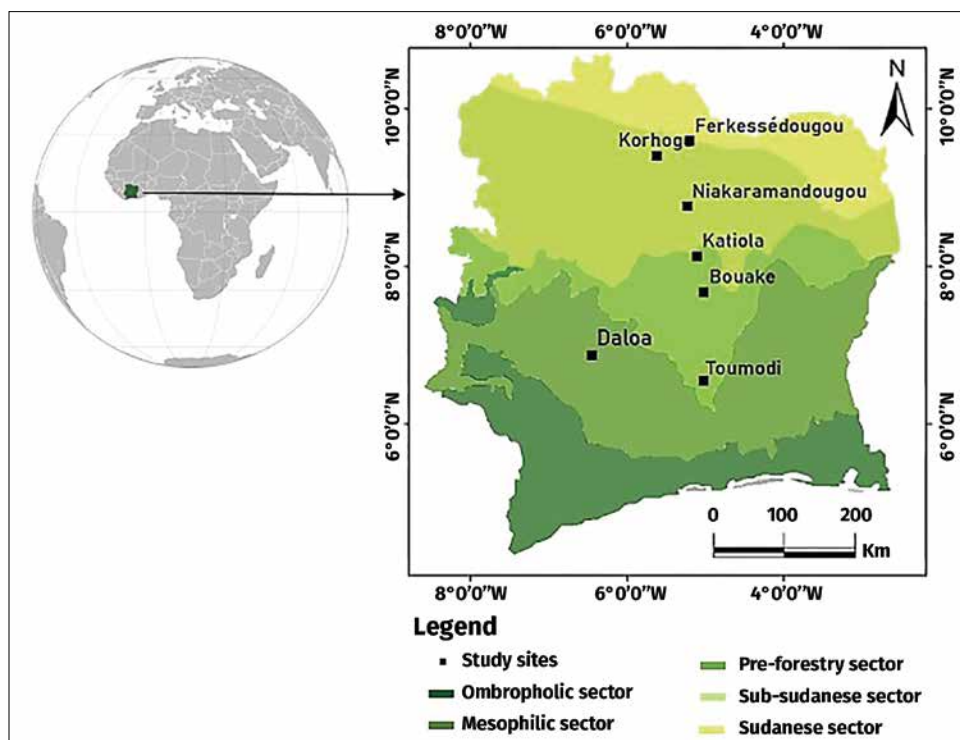 8°0'0''W 6°0'0''W 4°0'0''W
N
10°0'0''N
10°0'0''N
Ferkessédougou
Korhogo
Niakaramandougou
Katiola
8°0'0''N
8°0'0''N
Bouake
Daloa
Toumodi
6°0'0''N
6°0'0''N
0 100 200
Km
8°0'0''W 6°0'0''W 4°0'0''W
Legend
Study sites
Ombropholic sector
Mesophilic sector
Pre-forestry sector
Sub-sudanese sector
Sudanese sector